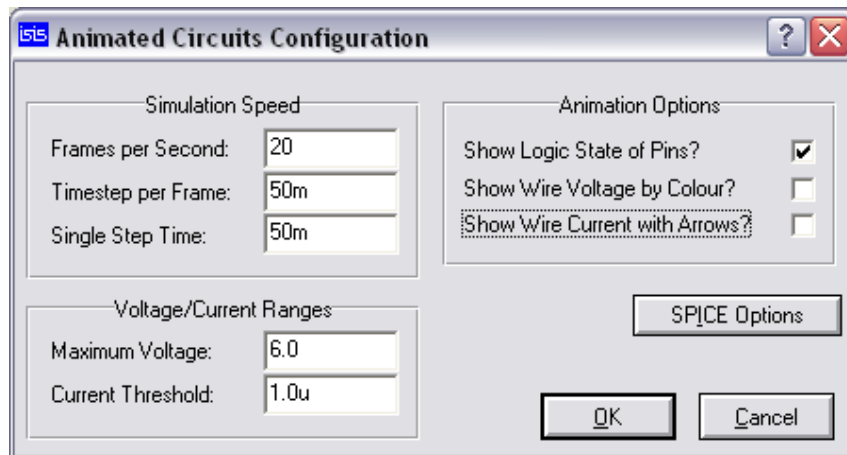 isis Animated Circuits Configuration
?
Simulation Speed
Frames per Second: 20
Timestep per Frame: 50m
Single Step Time: 50m
Animation Options
Show Logic State of Pins?
Show Wire Voltage by Colour?
Show Wire Current with Arrows?
Voltage/Current Ranges
Maximum Voltage: 6.0
Current Threshold: 1.0u
SPICE Options
OK
Cancel